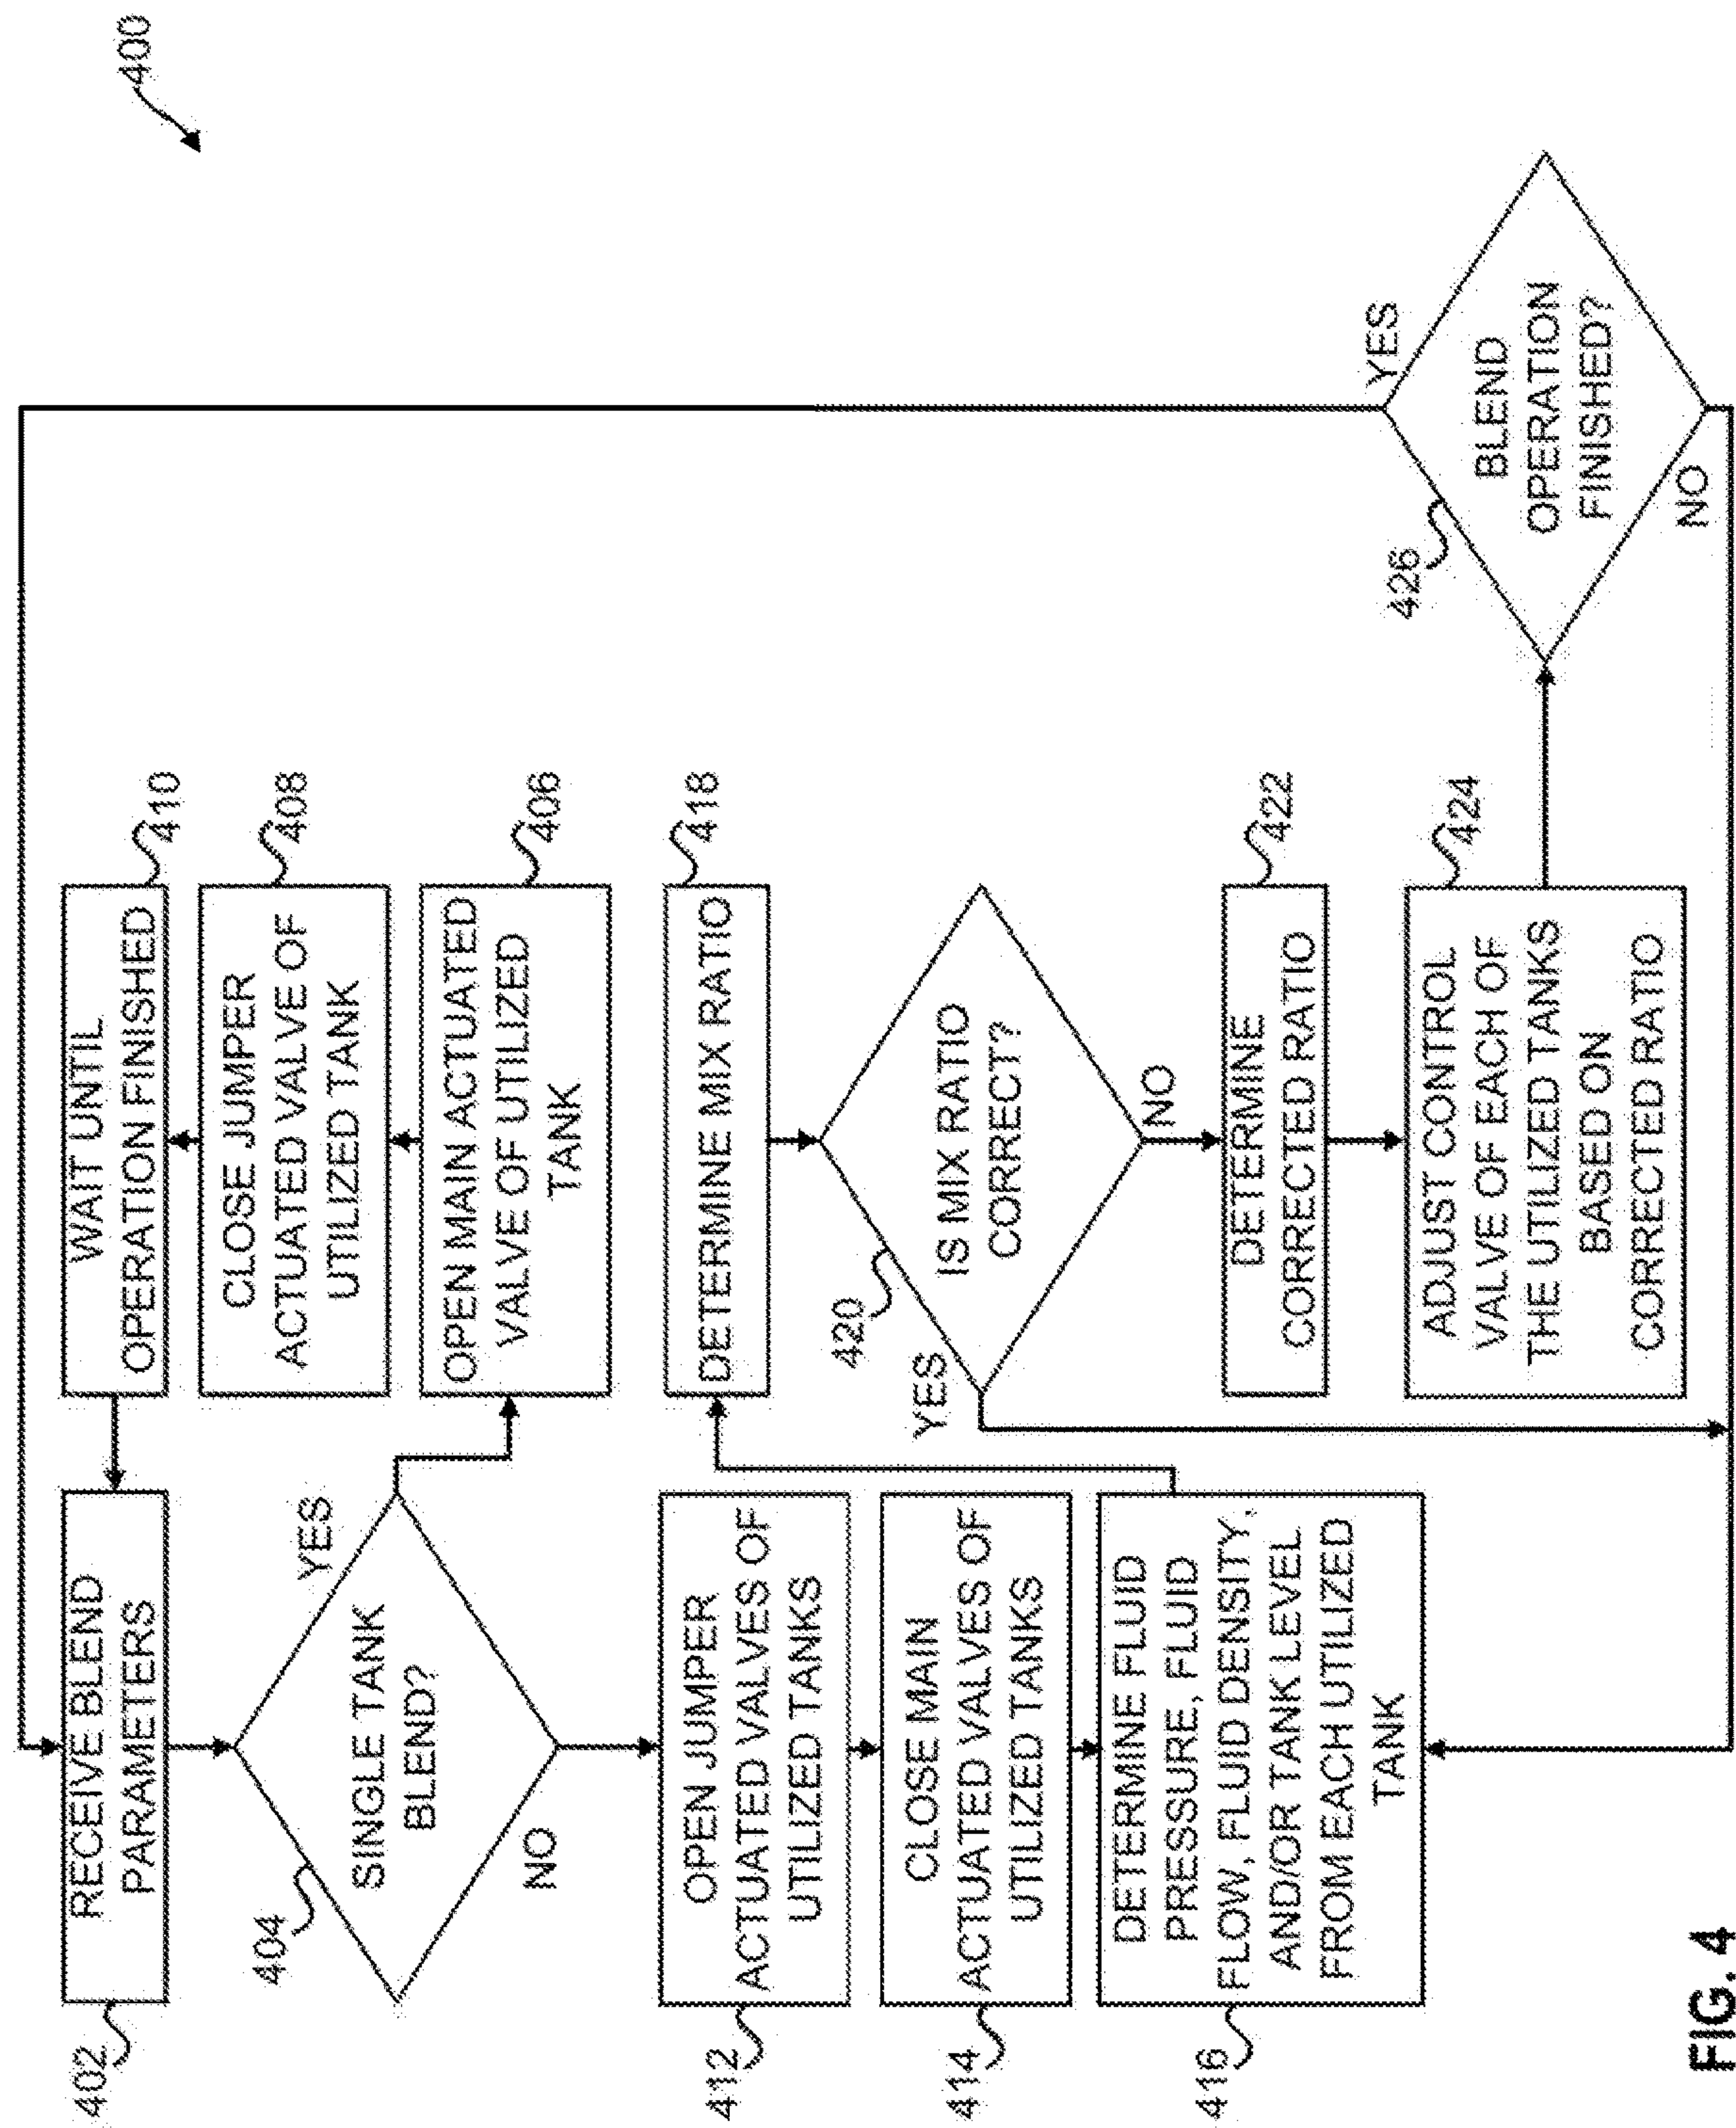 400
402
RECEIVE BLEND
PARAMETERS
404
SINGLE TANK
BLEND?
YES
NO
410
WAIT UNTIL
OPERATION FINISHED
408
CLOSE JUMPER
ACTUATED VALVE OF
UTILIZED TANK
406
OPEN MAIN ACTUATED
VALVE OF UTILIZED
TANK
412
OPEN JUMPER
ACTUATED VALVES OF
UTILIZED TANKS
414
CLOSE MAIN
ACTUATED VALVES OF
UTILIZED TANKS
416
DETERMINE FLUID
PRESSURE, FLUID
FLOW, FLUID DENSITY,
AND/OR TANK LEVEL
FROM EACH UTILIZED
TANK
418
DETERMINE MIX RATIO
420
IS MIX RATIO
CORRECT?
YES
NO
422
DETERMINE
CORRECTED RATIO
424
ADJUST CONTROL
VALVE OF EACH OF
THE UTILIZED TANKS
BASED ON
CORRECTED RATIO
426
BLEND
OPERATION
FINISHED?
YES
NO
FIG. 4